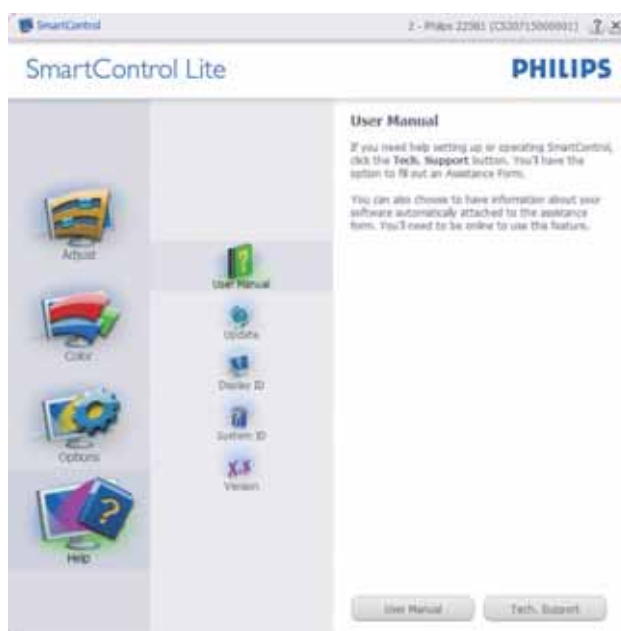 SmartControl
2 - Philips 225B1 (CS2071S000001) ? X
SmartControl Lite
PHILIPS
Adjust
Color
Options
Help
User Manual
Update
Display ID
System ID
X.X
Version
User Manual
If you need help setting up or operating SmartControl,
click the Tech. Support button. You'll have the
option to fill out an Assistance Form.
You can also choose to have information about your
software automatically attached to the assistance
form. You'll need to be online to use this feature.
User Manual
Tech. Support